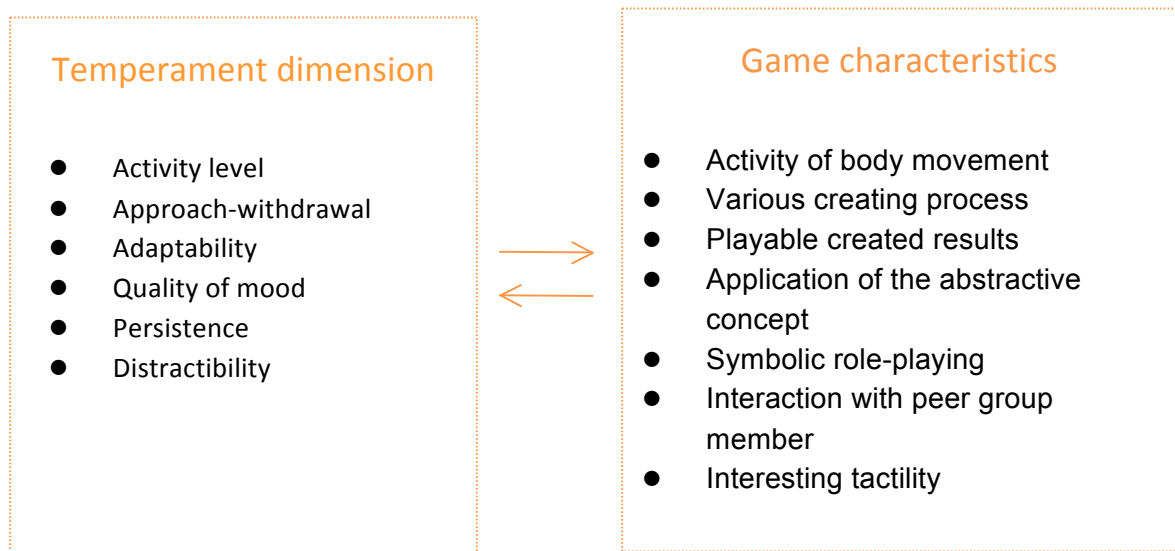 Temperament dimension
● Activity level
● Approach-withdrawal
● Adaptability
● Quality of mood
● Persistence
● Distractibility
Game characteristics
● Activity of body movement
● Various creating process
● Playable created results
● Application of the abstractive
concept
● Symbolic role-playing
● Interaction with peer group
member
● Interesting tactility